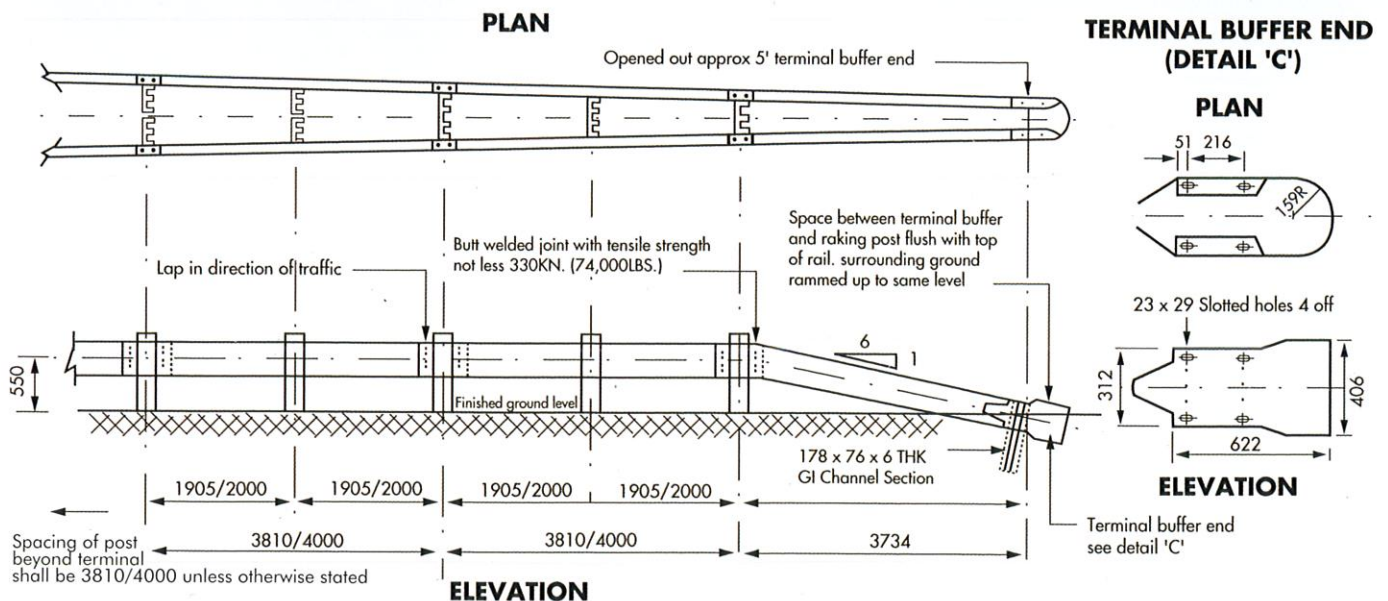 PLAN
Opened out approx 5' terminal buffer end
TERMINAL BUFFER END
(DETAIL 'C')
PLAN
51 216
159R
Space between terminal buffer
and raking post flush with top
of rail. surrounding ground
rammed up to same level
Butt welded joint with tensile strength
not less 330KN. (74,000LBS.)
Lap in direction of traffic
23 x 29 Slotted holes 4 off
6
1
550
312
406
Finished ground level
622
178 x 76 x 6 THK
GI Channel Section
ELEVATION
1905/2000 1905/2000 1905/2000 1905/2000
Terminal buffer end
see detail 'C'
3810/4000 3810/4000 3734
Spacing of post
beyond terminal
shall be 3810/4000 unless otherwise stated
ELEVATION